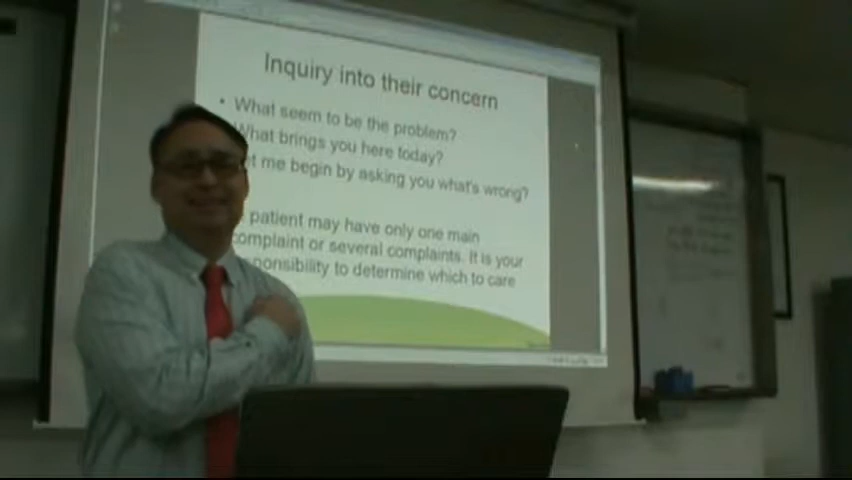 Inquiry into their concern
• What seem to be the problem?
What brings you here today?
me begin by asking you what's wrong?
patient may have only one main
complaint or several complaints. It is your
responsibility to determine which to care